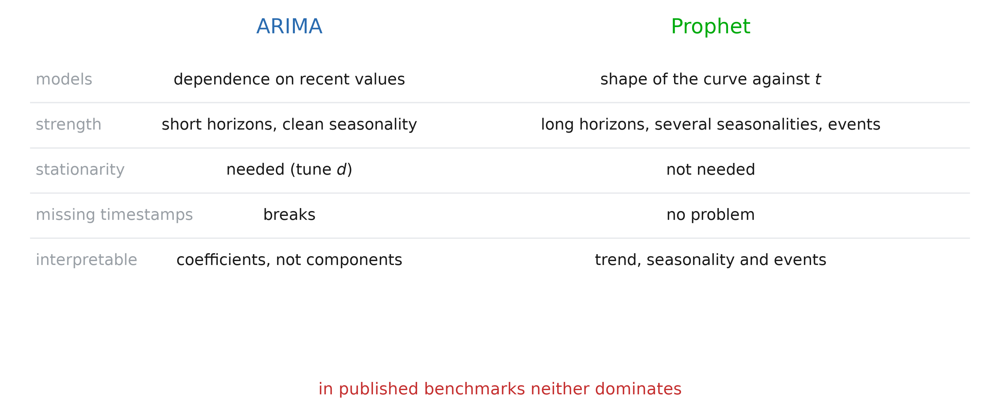 ARIMA Prophet
models dependence on recent values shape of the curve against t
strength short horizons, clean seasonality long horizons, several seasonalities, events
stationarity needed (tune d) not needed
missing timestamps breaks no problem
interpretable coefficients, not components trend, seasonality and events
in published benchmarks neither dominates